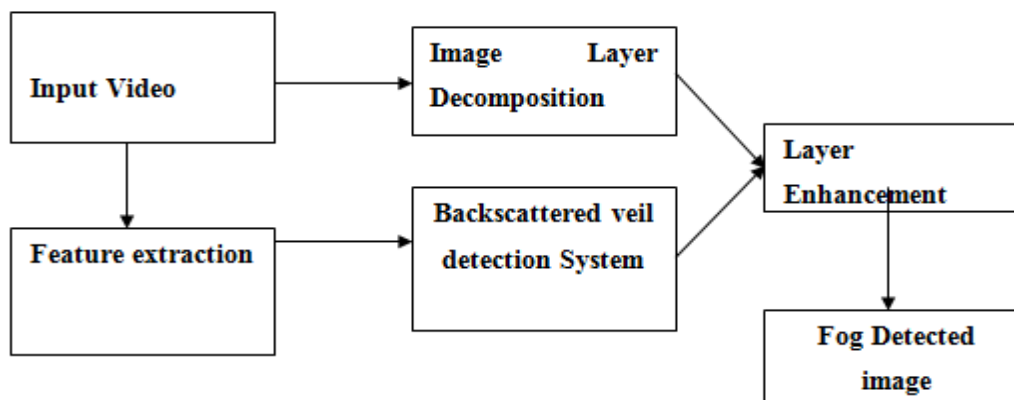 Input Video
Image Layer
Decomposition
Feature extraction
Backscattered veil
detection System
Layer
Enhancement
Fog Detected
image